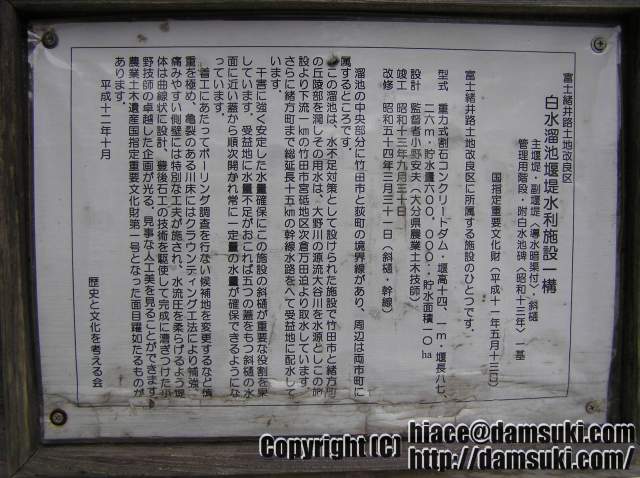 富士緒井路土地改良区
白水溜池堰堤水利施設一構
主堰堤・副堰堤〈導水暗渠付〉・斜樋
管理用階段・附白水池碑〈昭和十三年〉一基
国指定重要文化財〈平成十一年五月十三日〉
富士緒井路土地改良区に所属する施設のひとつです。
型式 重力式割石コンクリートダム・堰高十四、一m・堰長八七、
二六m・貯水量六00、000㎥・貯水面積一0ha
設計 監督者小野安夫(大分県農業土木技師)
竣工 昭和十三年三月三十日
改修 昭和五十四年三月三十一日(斜樋・幹線)
溜池の中央部分に竹田市と荻町の境界線があり、周辺は両市町に
属するところです。
この溜池は、水不足対策として設けられた施設で竹田市と緒方町
の丘陵部を潤しその用水は、大野川の源流大谷川を水源としこの施
設より下流一㎞の竹田市宮砥地区次倉万田迫より取水しています。
さらに緒方町まで総延長十五㎞の幹線水路をへて受益地に配水して
います。
干害に強く安定した水量確保にこの施設の斜樋が重要な役割を果
しています。受益地に水量不足がおこれば五つの蓋をもつ斜樋の水
面に近い蓋から順次開かれ常に一定量の水量が確保できるようにな
っています。
着工にあたってボーリング調査を行ない候補地を変更するなど慎
重を極め、亀裂のある川床にはクラウンティング工法により補強、
痛みやすい側壁には特別な工夫が施され、水流圧を柔らげるよう堤
体は曲線状に設計、豊後石工の技術を駆使して完成に漕ぎつけた小
野技師の卓越した企画が光る、見事な人工美を見ることができます。
農業土木遺産国指定重要文化財第一号となった面目躍如たるものが
あります。
平成十二年十月
歴史と文化を考える会
Copyright (C) hiace@damsuki.com
http://damsuki.com/